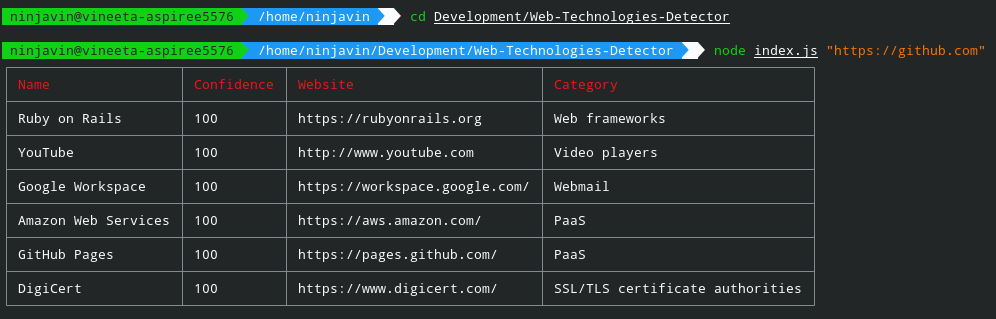 ninjavin@vineeta-aspiree5576 /home/ninjavin cd Development/Web-Technologies-Detector
ninjavin@vineeta-aspiree5576 /home/ninjavin/Development/Web-Technologies-Detector node index.js "https://github.com"
Name Confidence Website Category
Ruby on Rails 100 https://rubyonrails.org Web frameworks
YouTube 100 http://www.youtube.com Video players
Google Workspace 100 https://workspace.google.com/ Webmail
Amazon Web Services 100 https://aws.amazon.com/ PaaS
GitHub Pages 100 https://pages.github.com/ PaaS
DigiCert 100 https://www.digicert.com/ SSL/TLS certificate authorities